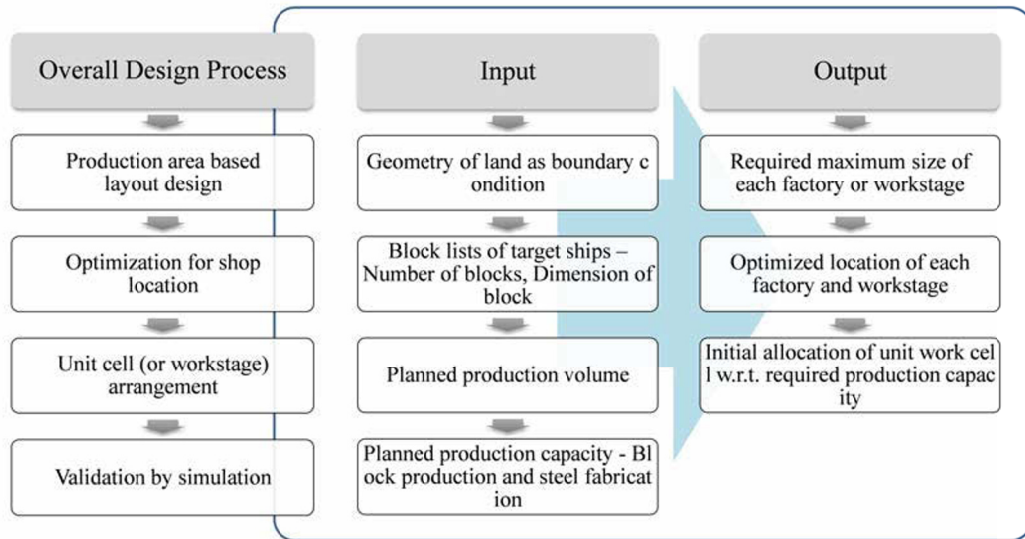 Overall Design Process
Production area based
layout design
Optimization for shop
location
Unit cell (or workstage)
arrangement
Validation by simulation
Input
Geometry of land as boundary c
ondition
Block lists of target ships –
Number of blocks, Dimension of
block
Planned production volume
Planned production capacity - Bl
ock production and steel fabricat
ion
Output
Required maximum size of
each factory or workstage
Optimized location of each
factory and workstage
Initial allocation of unit work cel
l w.r.t. required production capac
ity